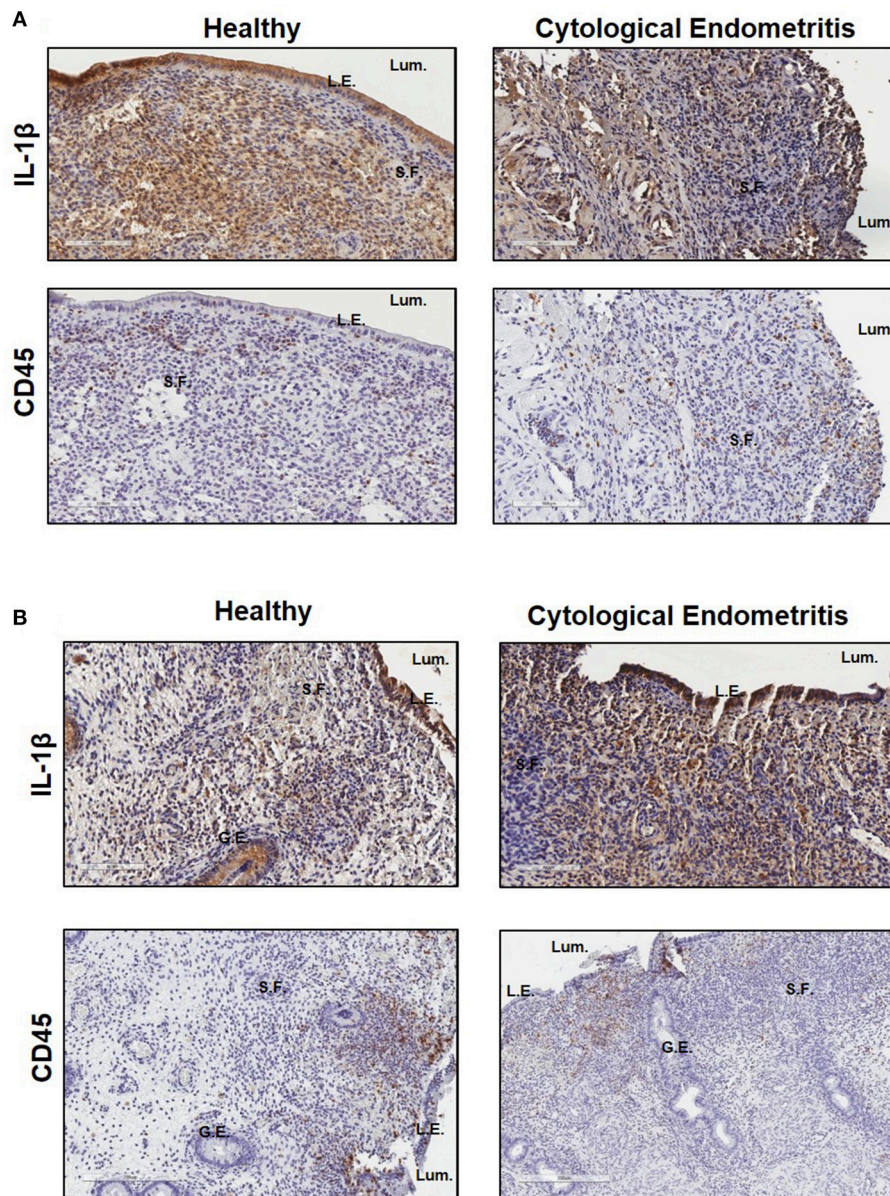 A
Healthy
Cytological Endometritis
IL-1β
Lum.
L.E.
S.F.
S.F.
Lum
CD45
Lum.
L.E.
S.F.
Lum
S.F.
B
Healthy
Cytological Endometritis
IL-1β
Lum.
S.F.
L.E.
G.E.
Lum.
L.E.
S.F
CD45
S.F.
G.E.
L.E.
Lum.
Lum.
L.E.
S.F.
G.E.